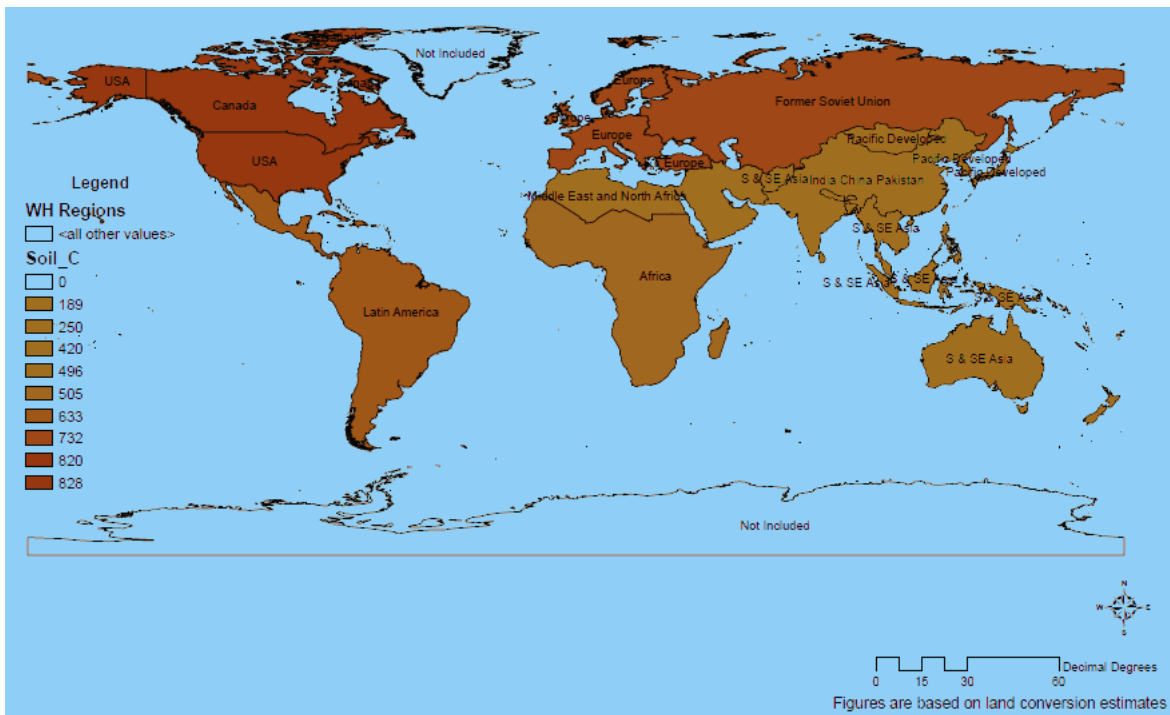 Not Included
Canada
USA
Canada
Canada
USA
Europe
Europe
Europe
Europe
Former Soviet Union
Pacific Developed
Pacific Developed
Pacific Developed
S & SE Asia
India China Pakistan
Middle East and North Africa
S & SE Asia
Africa
S & SE Asia
S & SE Asia
S & SE Asia
Latin America
S & SE Asia
Legend
WH Regions
<all other values>
Soil_C
0
189
250
420
496
505
633
732
820
828
Not Included
N
W E
S
Decimal Degrees
0 15 30 60
Figures are based on land conversion estimates